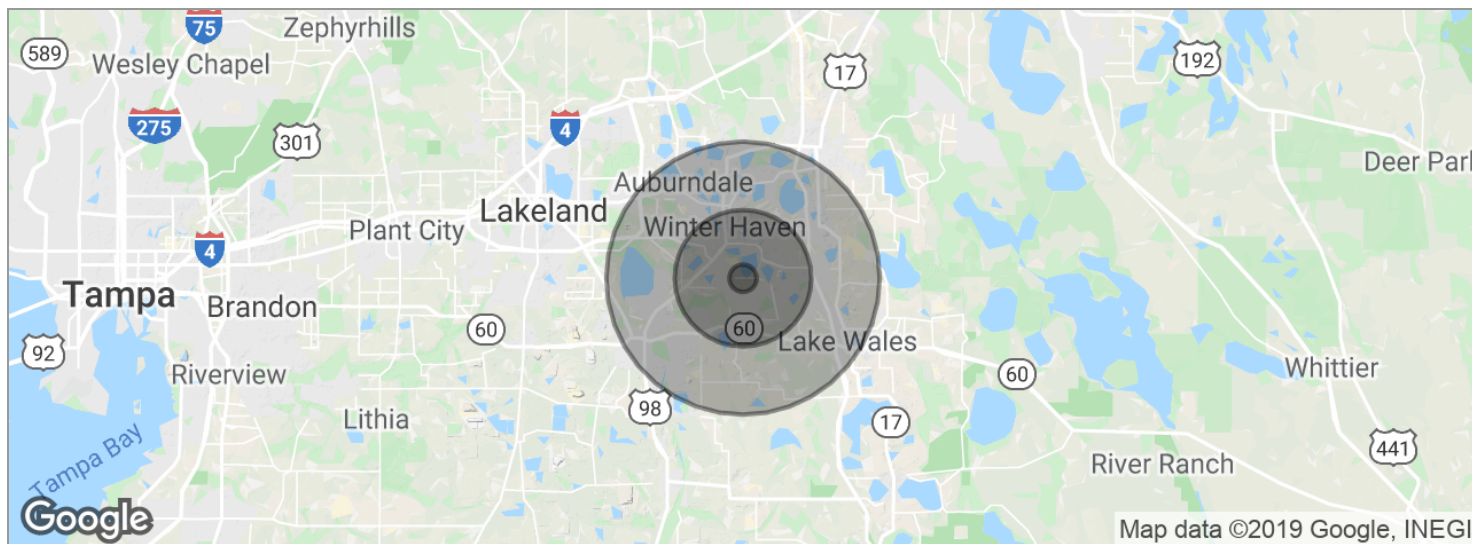 75
Zephyrhills
589
Wesley Chapel
17
192
275
301
4
Deer Park
Auburndale
Lakeland
Winter Haven
Plant City
4
Tampa
Brandon
60
60
Lake Wales
92
Riverview
Whittier
60
98
Lithia
17
441
Tampa Bay
River Ranch
Google
Map data ©2019 Google, INEGI